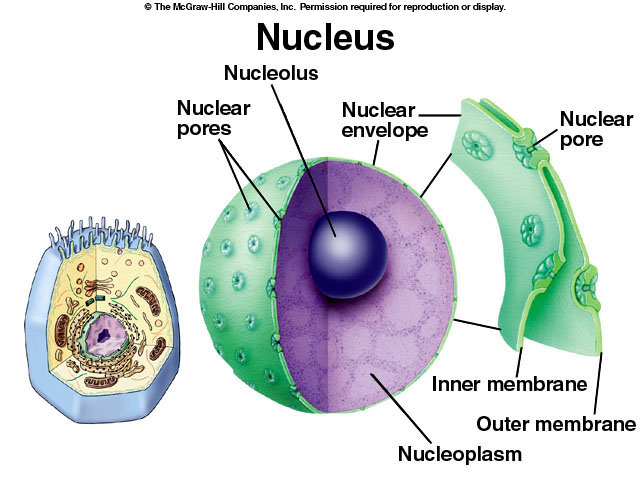 © The McGraw-Hill Companies, Inc. Permission required for reproduction or display.
Nucleus
Nucleolus
Nuclear
pores
Nuclear
envelope
Nuclear
pore
Inner membrane
Outer membrane
Nucleoplasm